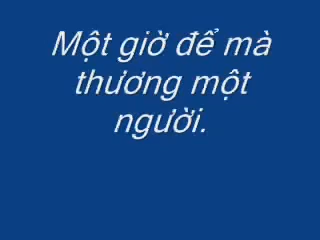 Một giờ để mà
thương một
người.